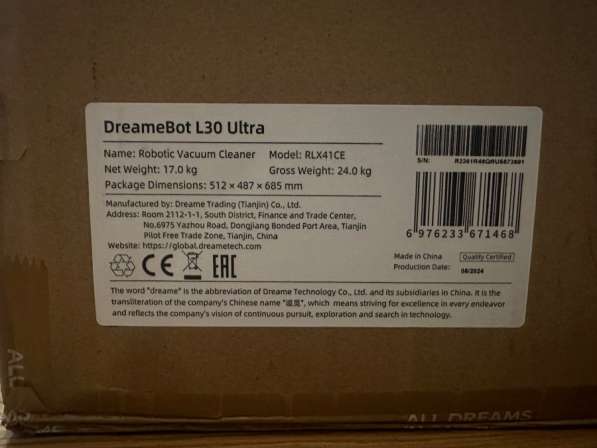 DreameBot L30 Ultra
Name: Robotic Vacuum Cleaner Model: RLX41CE
Net Weight: 17.0 kg Gross Weight: 24.0 kg
Package Dimensions: 512 × 487 × 685 mm
Manufactured by: Dreame Trading (Tianjin) Co., Ltd.
Address: Room 2112-1-1, South District, Finance and Trade Center,
No.6975 Yazhou Road, Dongjiang Bonded Port Area, Tianjin
Pilot Free Trade Zone, Tianjin, China
Website: https://global.dreametech.com
CE EAC
S/N:
6 976233 671468
Made in China Quality Certified
Production Date: 08/2024
The word "dreame" is the abbreviation of Dreame Technology Co., Ltd. and its subsidiaries in China. It is the
transliteration of the company's Chinese name "追觅", which means striving for excellence in every endeavor
and reflects the company's vision of continuous pursuit, exploration and search in technology.
ALL DREAMS